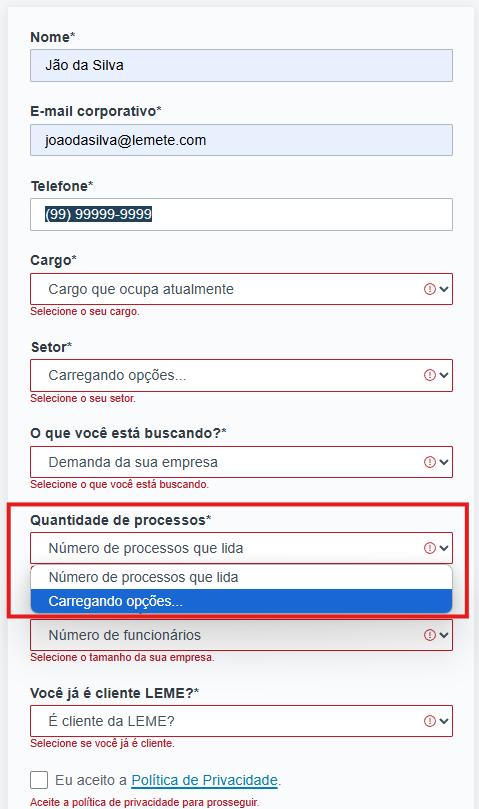 Nome*
Jão da Silva
E-mail corporativo*
joaodasilva@lemete.com
Telefone*
(99) 99999-9999
Cargo*
Cargo que ocupa atualmente
Selecione o seu cargo.
Setor*
Carregando opções...
Selecione o seu setor.
O que você está buscando?*
Demanda da sua empresa
Selecione o que você está buscando.
Quantidade de processos*
Número de processos que lida
Número de processos que lida
Carregando opções...
Número de funcionários
Selecione o tamanho da sua empresa.
Você já é cliente LEME?*
É cliente da LEME?
Selecione se você já é cliente.
Eu aceito a Política de Privacidade.
Aceite a política de privacidade para prosseguir.